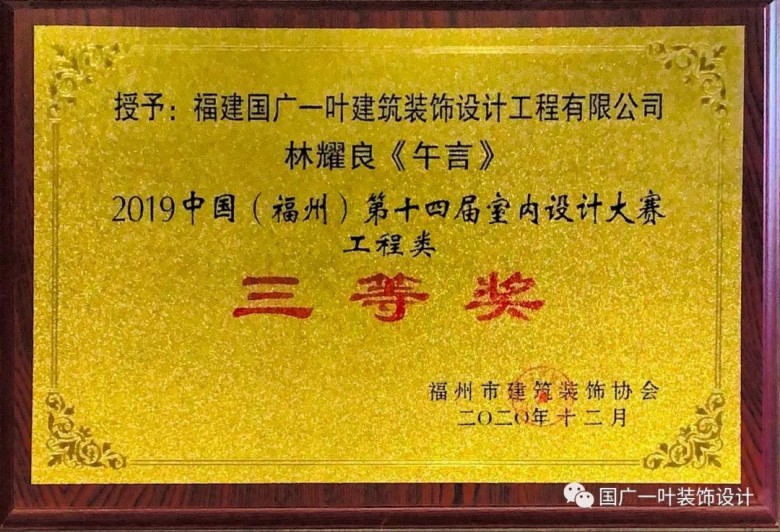 授予：福建国广一叶建筑装饰设计工程有限公司
林耀良《午言》
2019中国（福州）第十四届室内设计大赛
工程类
三等奖
福州市建筑装饰协会
二〇二〇年十二月
国广一叶装饰设计